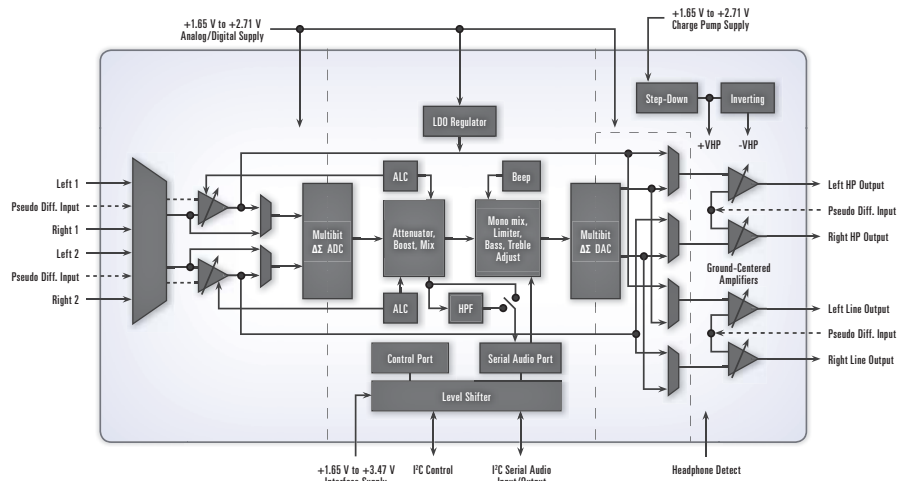 +1.65 V to +2.71 V
Analog/Digital Supply
+1.65 V to +2.71 V
Charge Pump Supply
Step-Down
Inverting
LDO Regulator
+VHP
-VHP
ALC
Beep
Left 1
Pseudo Diff. Input
Right 1
Left 2
Pseudo Diff. Input
Right 2
Multibit
ΔΣ ADC
Attenuator,
Boost, Mix
Mono mix,
Limiter,
Bass, Treble
Adjust
Multibit
ΔΣ DAC
Left HP Output
Pseudo Diff. Input
Right HP Output
Ground-Centered
Amplifiers
ALC
HPF
Left Line Output
Pseudo Diff. Input
Right Line Output
Control Port
Serial Audio Port
Level Shifter
+1.65 V to +3.47 V
Interface Supply
I²C Control
I²C Serial Audio
Input/Output
Headphone Detect